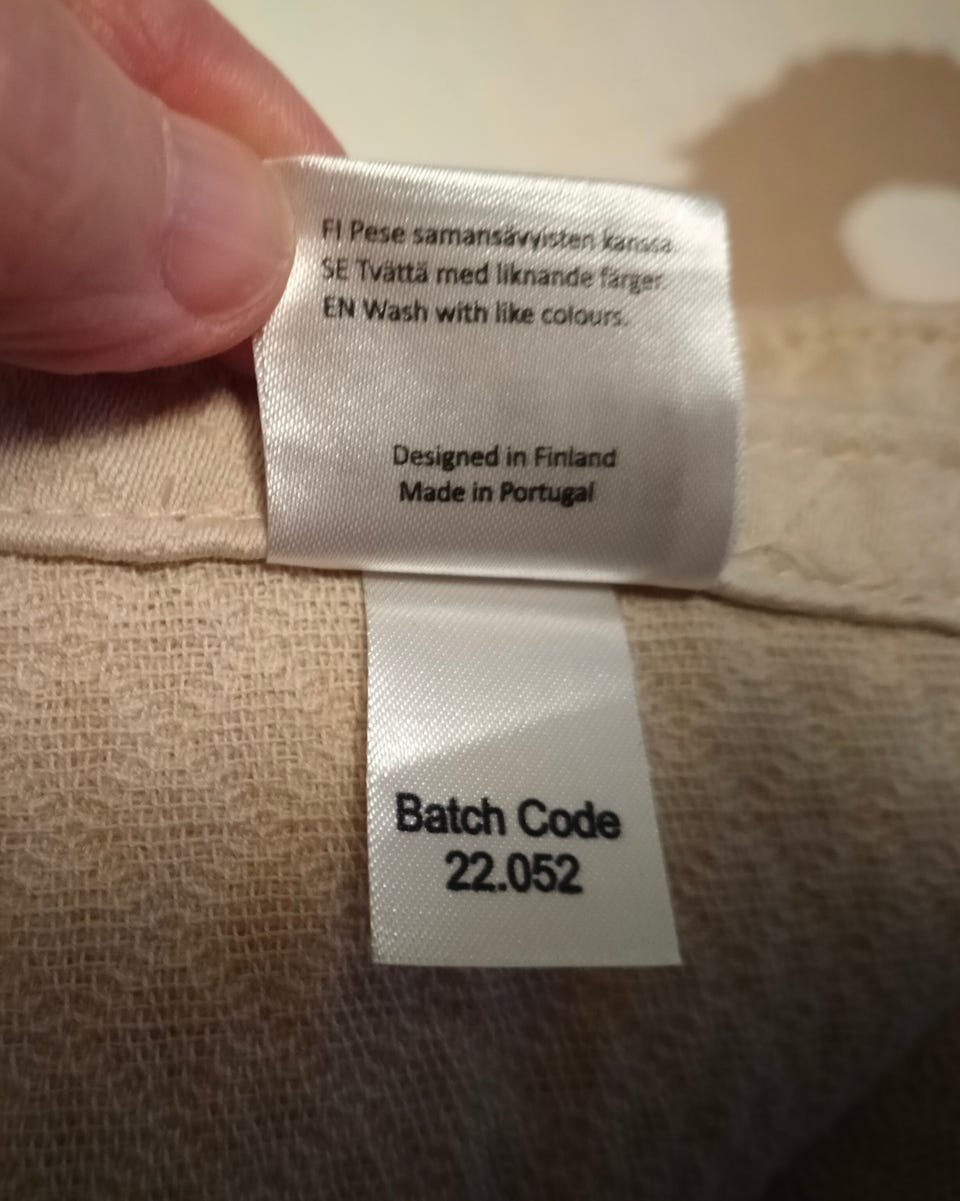 FI Pese samansävyisten kanssa.
SE Tvättä med liknande färger.
EN Wash with like colours.
Designed in Finland
Made in Portugal
Batch Code
22.052